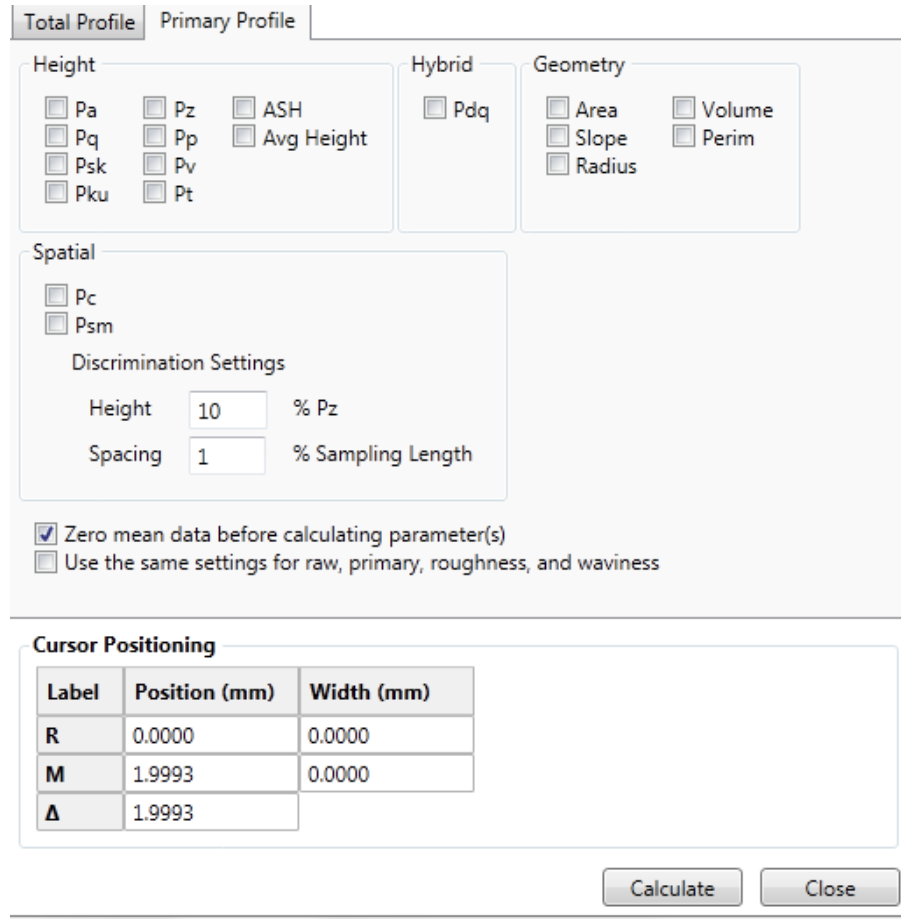 Total Profile Primary Profile
Height Hybrid Geometry
Pa Pz ASH Pdq Area Volume
Pq Pp Avg Height Slope Perim
Psk Pv Radius
Pku Pt
Spatial
Pc
Psm
Discrimination Settings
Height 10 % Pz
Spacing 1 % Sampling Length
Zero mean data before calculating parameter(s)
Use the same settings for raw, primary, roughness, and waviness
Cursor Positioning
Label Position (mm) Width (mm)
R 0.0000 0.0000
M 1.9993 0.0000
Δ 1.9993
Calculate Close